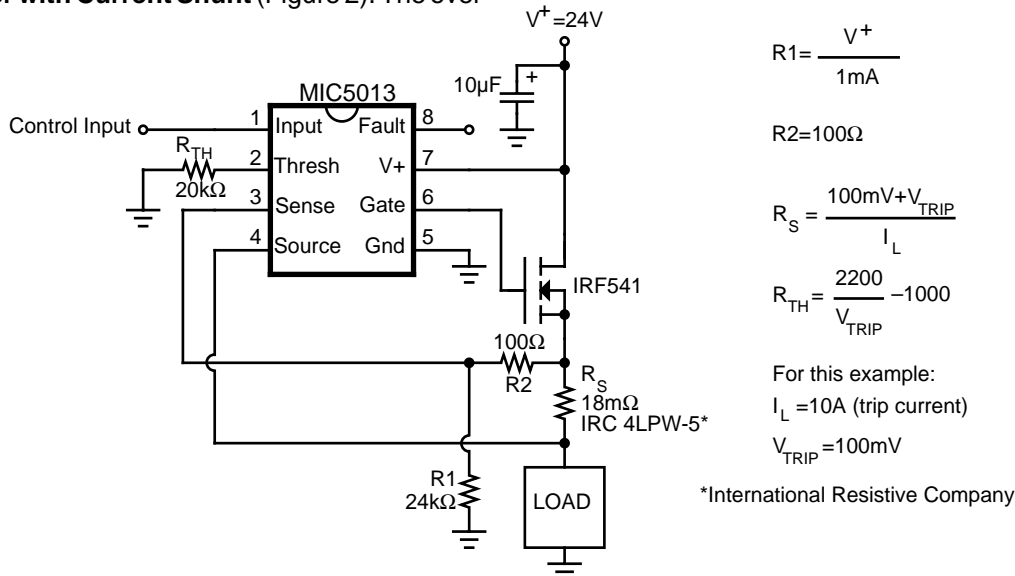 er with Current Shunt (Figure 2). The over-
V+ =24V
10µF +
MIC5013
Control Input
1 Input Fault 8
RTH
20kΩ
2 Thresh V+ 7
3 Sense Gate 6
4 Source Gnd 5
IRF541
100Ω
R2
RS
18mΩ
IRC 4LPW-5*
R1
24kΩ
LOAD
R1= V+ / 1mA
R2=100Ω
RS = 100mV+VTRIP / IL
RTH= 2200 / VTRIP –1000
For this example:
IL =10A (trip current)
VTRIP=100mV
*International Resistive Company